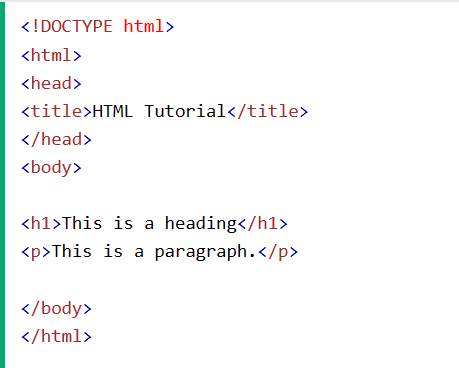 <!DOCTYPE html>
<html>
<head>
<title>HTML Tutorial</title>
</head>
<body>

<h1>This is a heading</h1>
<p>This is a paragraph.</p>

</body>
</html>